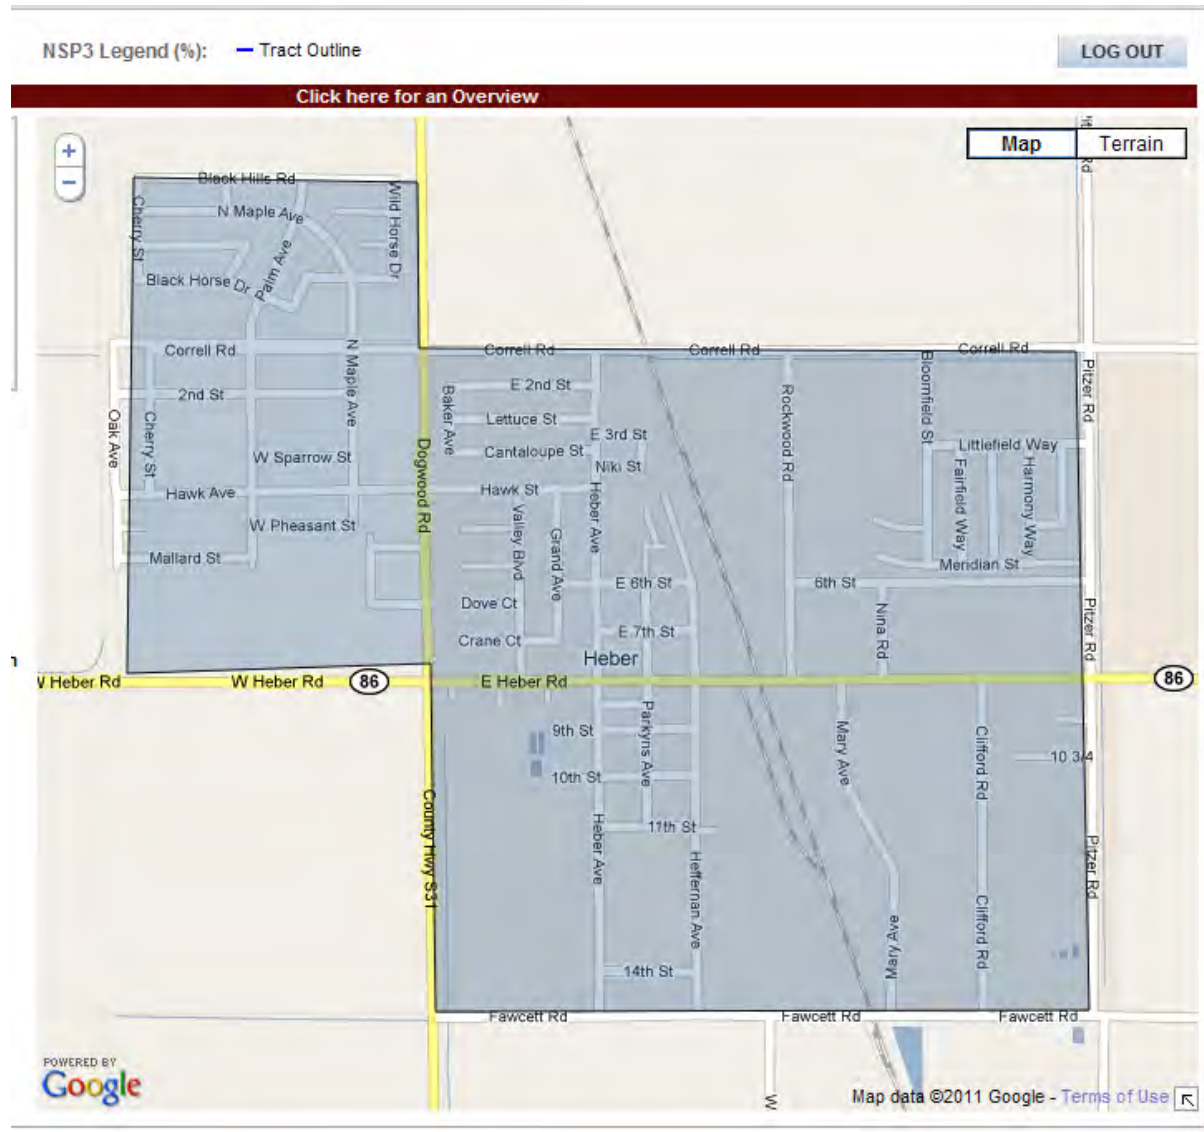 NSP3 Legend (%): Tract Outline LOG OUT
Click here for an Overview
+
−
Map Terrain
Rd
Black Hills Rd
Cherry St
N Maple Ave
Wild Horse Dr
Palm Ave
Black Horse Dr
Correll Rd
Correll Rd
Correll Rd
Correll Rd
N Maple Ave
2nd St
Baker Ave
E 2nd St
Rockwood Rd
Bloomfield St
Pitzer Rd
Oak Ave
Cherry St
Lettuce St
E 3rd St
W Sparrow St
Dogwood Rd
Cantaloupe St
Niki St
Littlefield Way
Fairfield Way
Harmony Way
Hawk Ave
Hawk St
Heber Ave
W Pheasant St
Valley Blvd
Grand Ave
Mallard St
Meridian St
E 6th St
6th St
Dove Ct
Nina Rd
Pitzer Rd
Crane Ct
E 7th St
Heber
W Heber Rd
W Heber Rd
86
E Heber Rd
86
9th St
Parkyns Ave
Mary Ave
Clifford Rd
10 3/4
10th St
County Hwy S31
11th St
Heber Ave
Heffernan Ave
Pitzer Rd
Mary Ave
Clifford Rd
14th St
Fawcett Rd
Fawcett Rd
Fawcett Rd
POWERED BY
Google
W
Map data ©2011 Google - Terms of Use